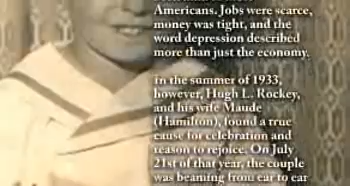 Americans. Jobs were scarce,
money was tight, and the
word depression described
more than just the economy.
In the summer of 1933,
however, Hugh L. Rockey,
and his wife Maude
(Hamilton), found a true
cause for celebration and
reason to rejoice. On July
21st of that year, the couple
was beaming from ear to ear